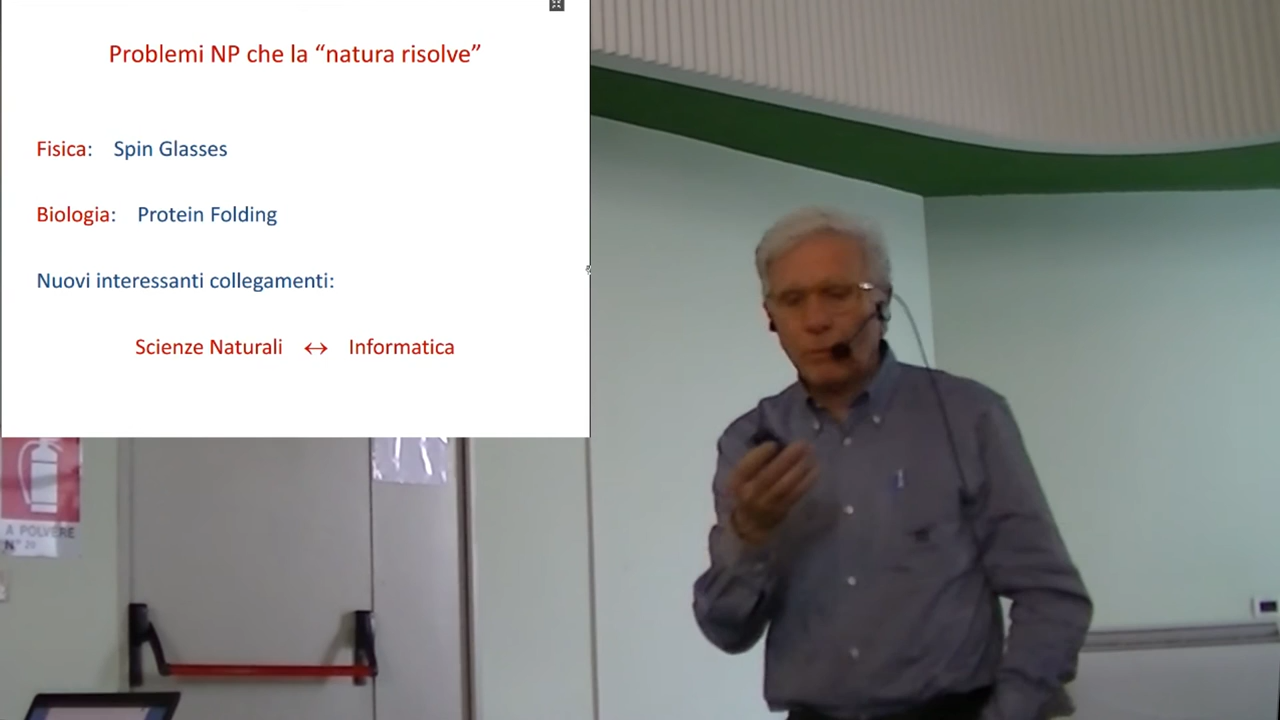 Problemi NP che la “natura risolve”
Fisica: Spin Glasses
Biologia: Protein Folding
Nuovi interessanti collegamenti:
Scienze Naturali ↔ Informatica
A POLVERE
N° 20